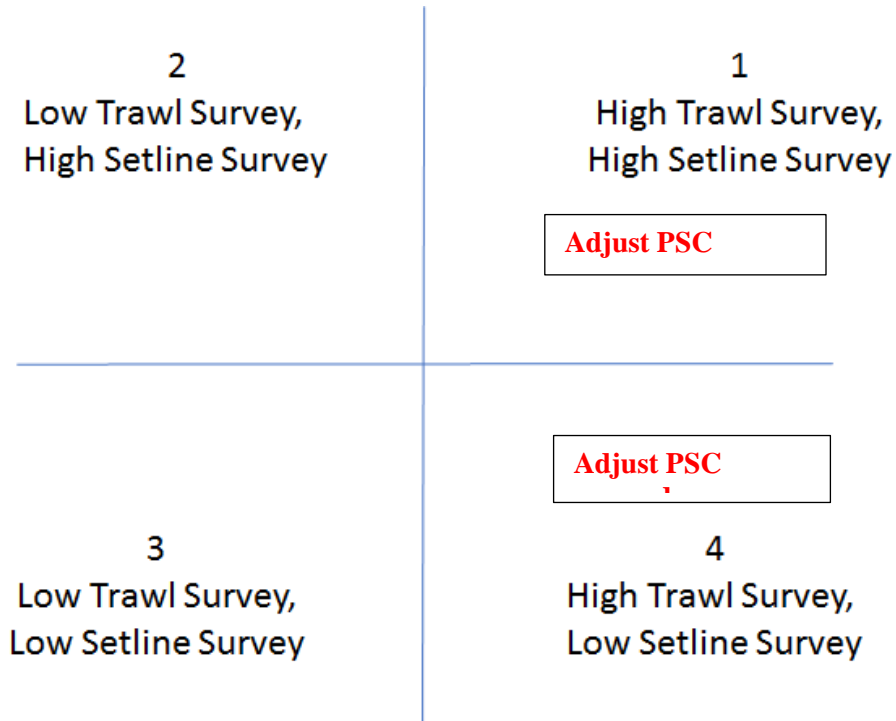 2
Low Trawl Survey,
High Setline Survey
1
High Trawl Survey,
High Setline Survey
Adjust PSC
Adjust PSC
3
Low Trawl Survey,
Low Setline Survey
4
High Trawl Survey,
Low Setline Survey